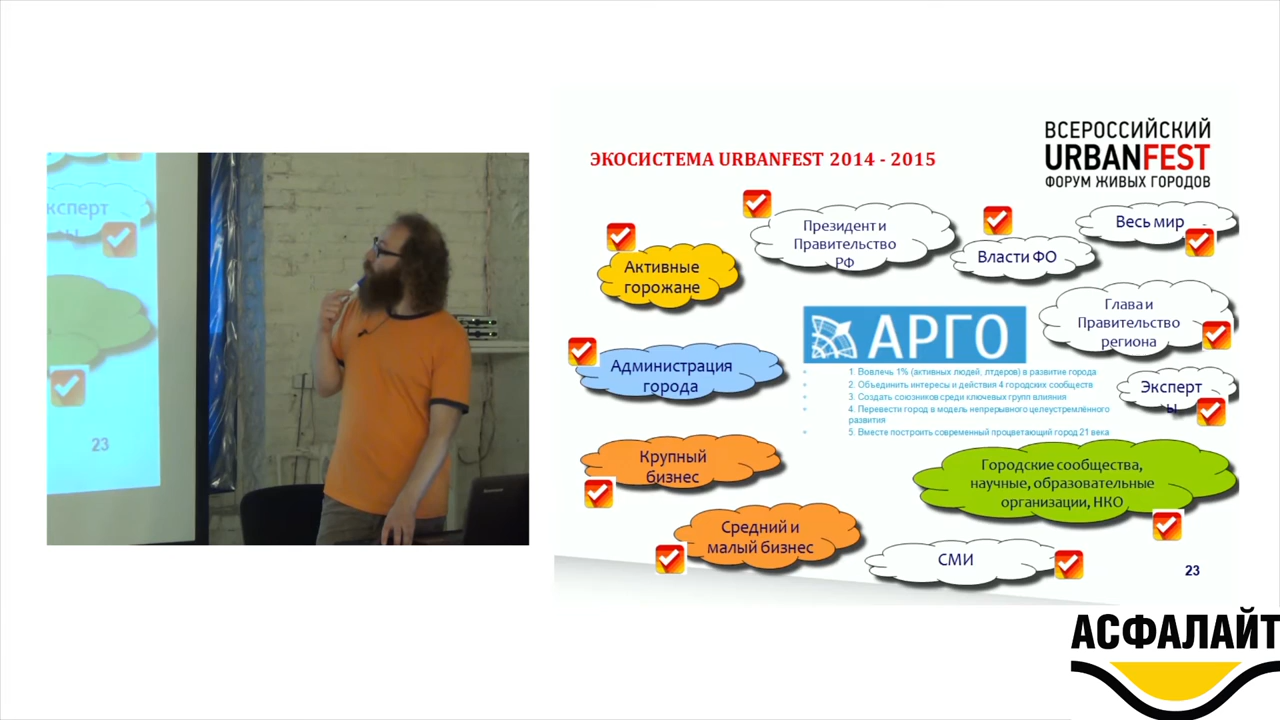 ВСЕРОССИЙСКИЙ
URBANFEST
ФОРУМ ЖИВЫХ ГОРОДОВ
ЭКОСИСТЕМА URBANFEST 2014 - 2015
Президент и
Правительство
РФ
Власти ФО
Весь мир
Активные
горожане
Глава и
Правительство
региона
АРГО
Администрация
города
1. Вовлечь 1% (активных людей, лтдеров) в развитие города
2. Объединить интересы и действия 4 городских сообществ
3. Создать союзников среди ключевых групп влияния
4. Перевести город в модель непрерывного целеустремлённого
развития
5. Вместе построить современный процветающий город 21 века
Эксперт
ы
Крупный
бизнес
Городские сообщества,
научные, образовательные
организации, НКО
Средний и
малый бизнес
СМИ
23
ксперт
ы
23
АСФАЛАЙТ